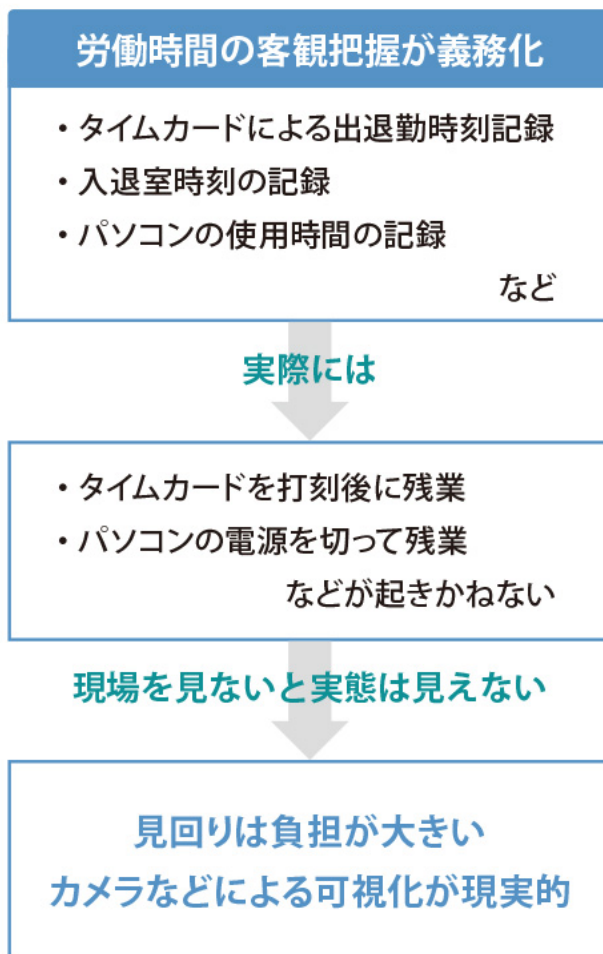 労働時間の客観把握が義務化
・タイムカードによる出退勤時刻記録
・入退室時刻の記録
・パソコンの使用時間の記録
など
実際には
・タイムカードを打刻後に残業
・パソコンの電源を切って残業
などが起きかねない
現場を見ないと実態は見えない
見回りは負担が大きい
カメラなどによる可視化が現実的